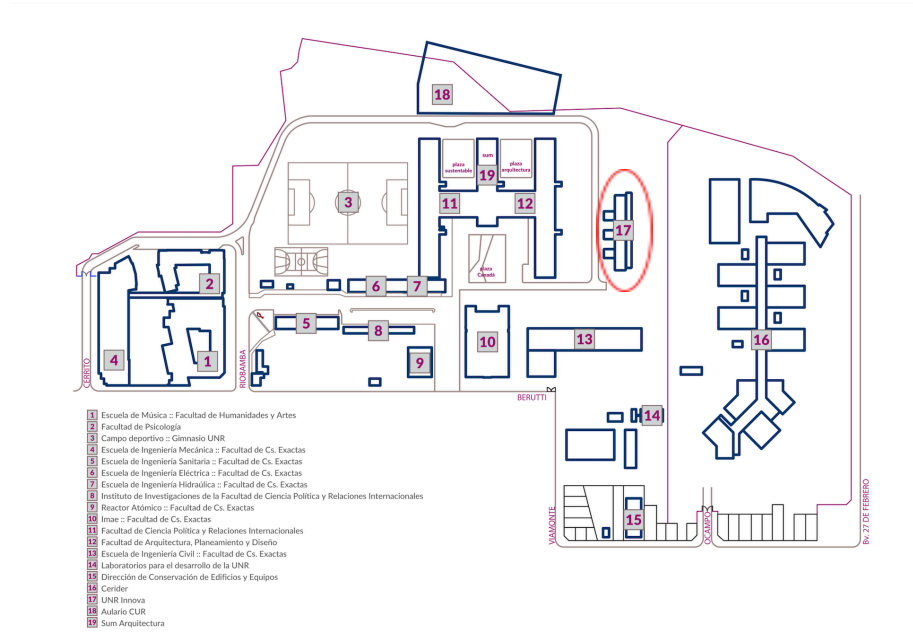 18
plaza
sustentable
sum
plaza
arquitectura
19
3
11
12
17
plaza
Canadá
2
6
7
5
8
10
13
16
4
1
9
14
15
CERRITO
RIOBAMBA
BERUTTI
VIAMONTE
OCAMPO
Bv. 27 DE FEBRERO
1 Escuela de Música :: Facultad de Humanidades y Artes
2 Facultad de Psicología
3 Campo deportivo :: Gimnasio UNR
4 Escuela de Ingeniería Mecánica :: Facultad de Cs. Exactas
5 Escuela de Ingeniería Sanitaria :: Facultad de Cs. Exactas
6 Escuela de Ingeniería Eléctrica :: Facultad de Cs. Exactas
7 Escuela de Ingeniería Hidraúlica :: Facultad de Cs. Exactas
8 Instituto de Investigaciones de la Facultad de Ciencia Política y Relaciones Internacionales
9 Reactor Atómico :: Facultad de Cs. Exactas
10 Imae :: Facultad de Cs. Exactas
11 Facultad de Ciencia Política y Relaciones Internacionales
12 Facultad de Arquitectura, Planeamiento y Diseño
13 Escuela de Ingeniería Civil :: Facultad de Cs. Exactas
14 Laboratorios para el desarrollo de la UNR
15 Dirección de Conservación de Edificios y Equipos
16 Cerider
17 UNR Innova
18 Aulario CUR
19 Sum Arquitectura